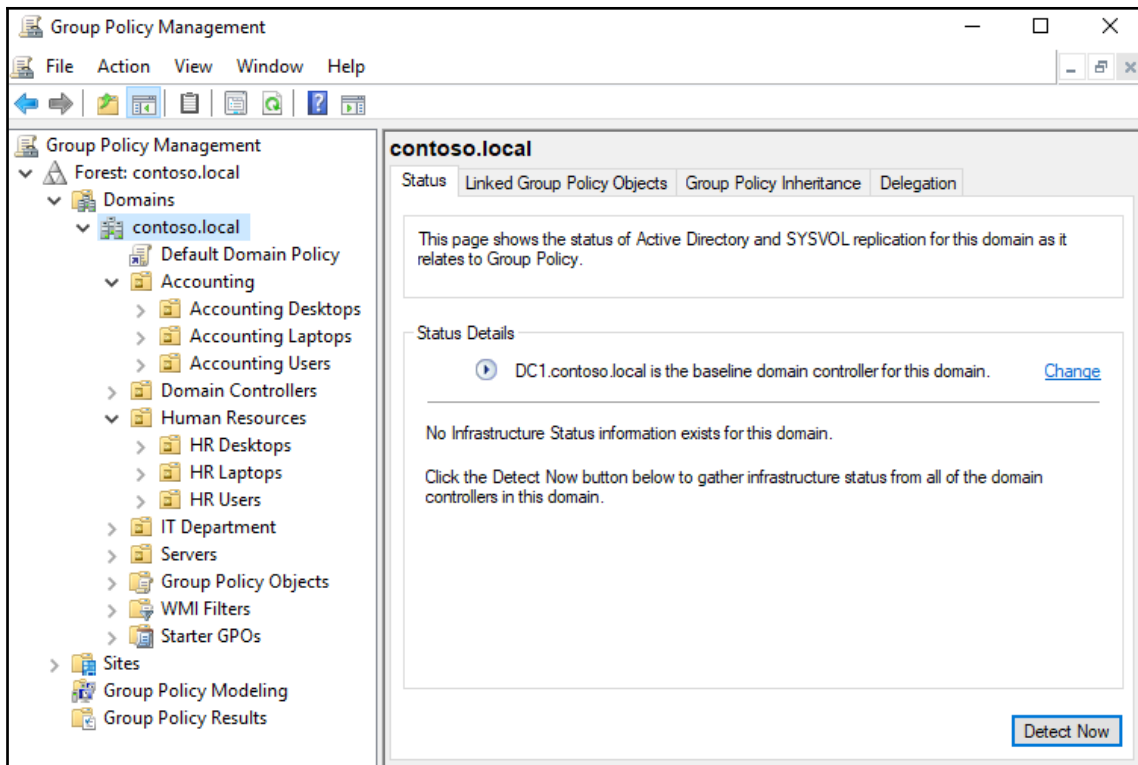 Group Policy Management
File Action View Window Help
Group Policy Management
Forest: contoso.local
Domains
contoso.local
Default Domain Policy
Accounting
Accounting Desktops
Accounting Laptops
Accounting Users
Domain Controllers
Human Resources
HR Desktops
HR Laptops
HR Users
IT Department
Servers
Group Policy Objects
WMI Filters
Starter GPOs
Sites
Group Policy Modeling
Group Policy Results
contoso.local
Status Linked Group Policy Objects Group Policy Inheritance Delegation
This page shows the status of Active Directory and SYSVOL replication for this domain as it
relates to Group Policy.
Status Details
DC1.contoso.local is the baseline domain controller for this domain. Change
No Infrastructure Status information exists for this domain.
Click the Detect Now button below to gather infrastructure status from all of the domain
controllers in this domain.
Detect Now